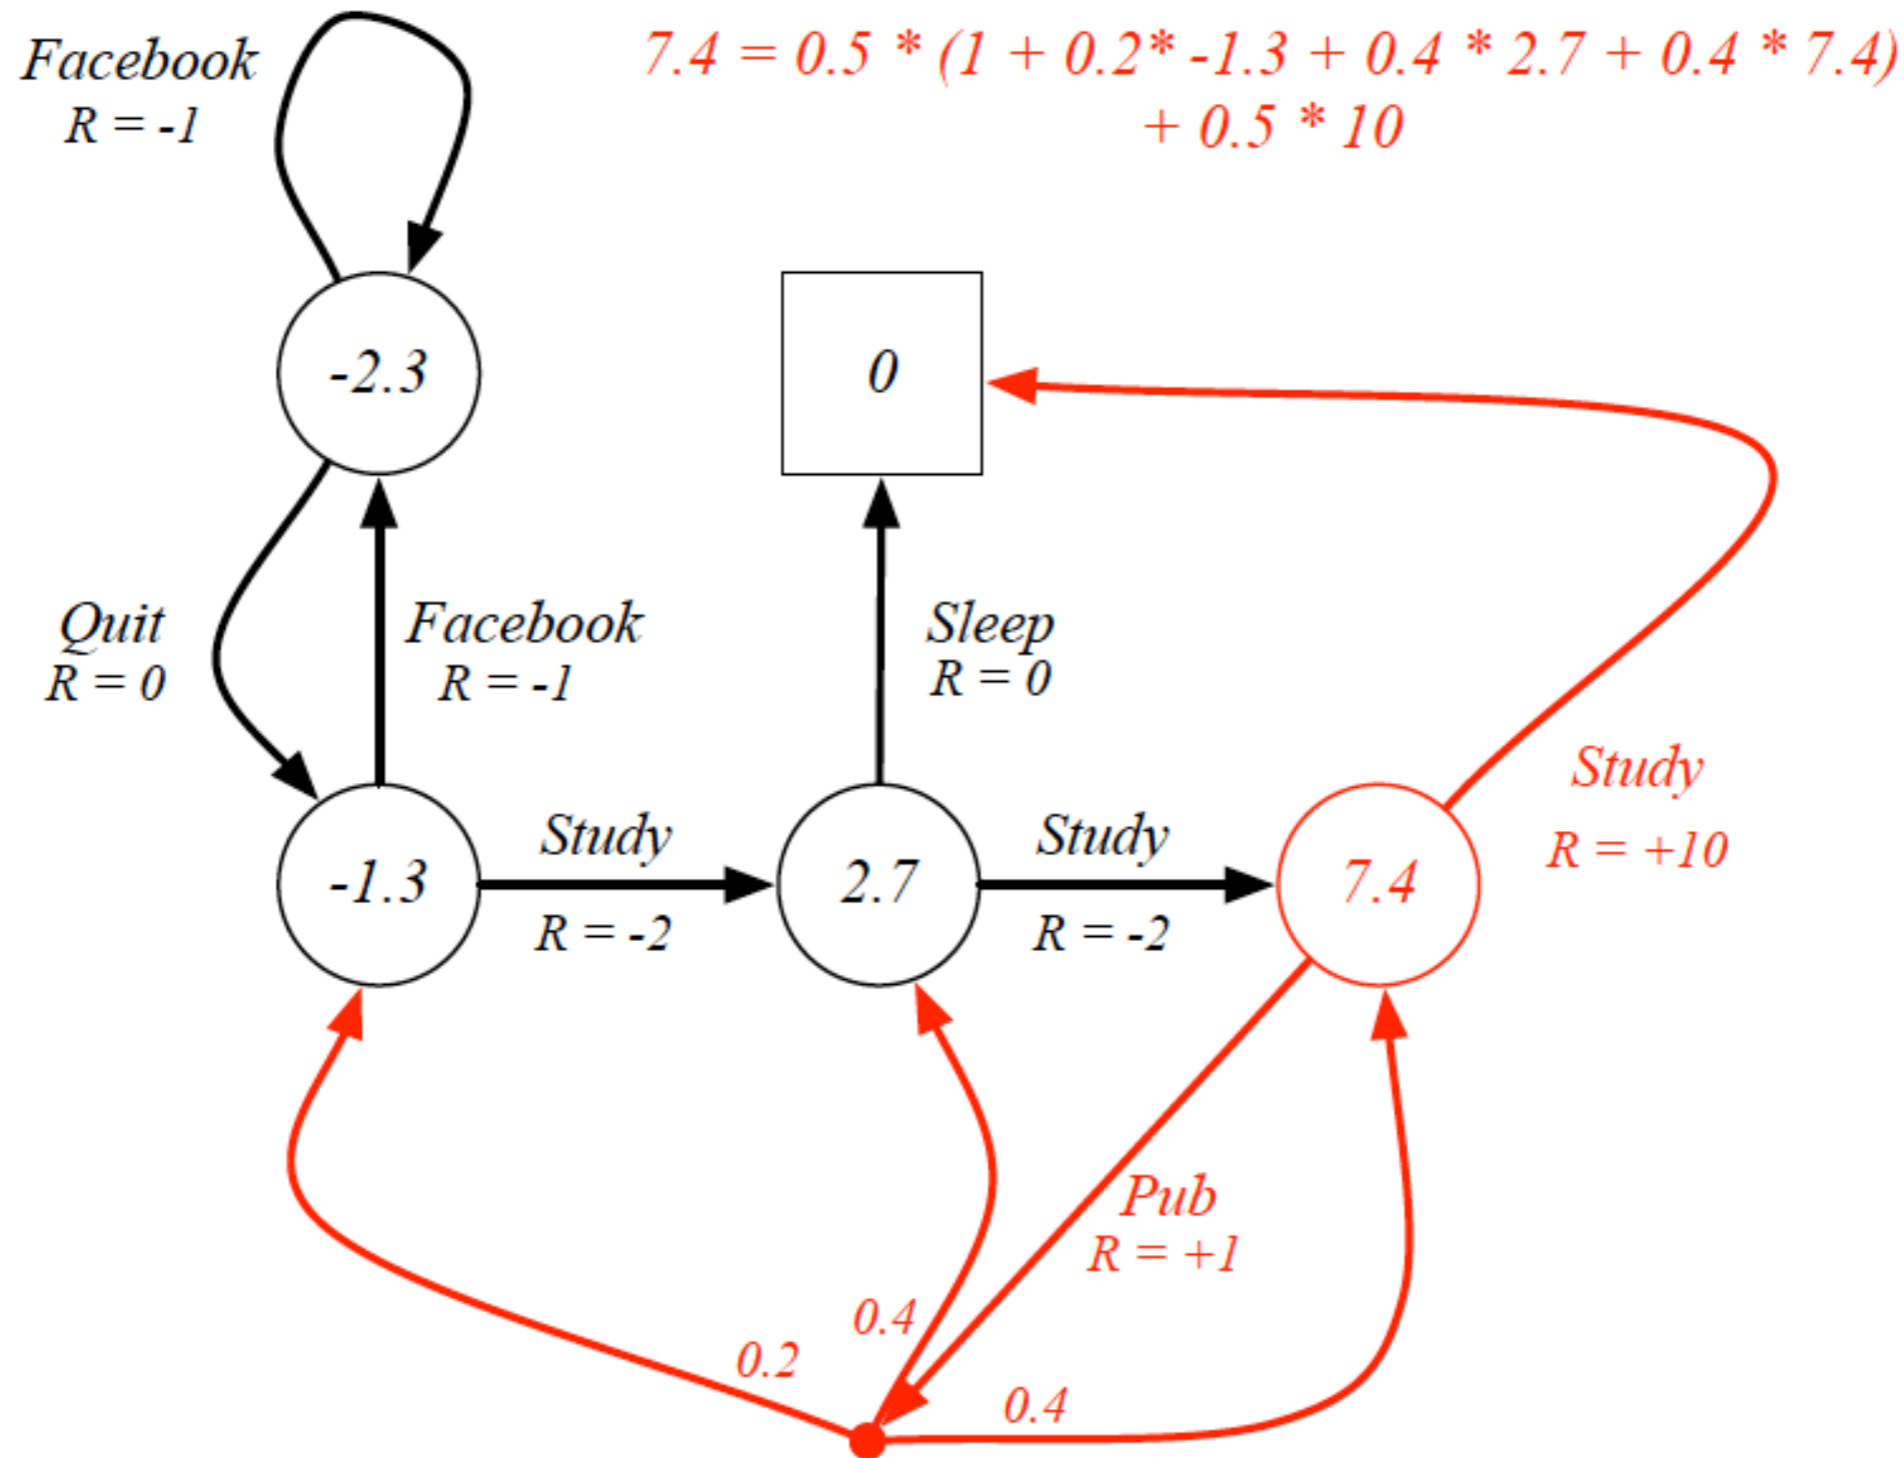 Facebook
R = -1
7.4 = 0.5 * (1 + 0.2* -1.3 + 0.4 * 2.7 + 0.4 * 7.4)
+ 0.5 * 10
-2.3
0
Quit
R = 0
Facebook
R = -1
Sleep
R = 0
Study
R = +10
-1.3
Study
R = -2
2.7
Study
R = -2
7.4
Pub
R = +1
0.2
0.4
0.4